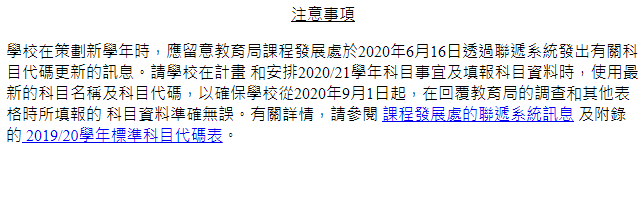 注意事項
學校在策劃新學年時，應留意教育局課程發展處於2020年6月16日透過聯遞系統發出有關科
目代碼更新的訊息。請學校在計畫 和安排2020/21學年科目事宜及填報科目資料時，使用最
新的科目名稱及科目代碼，以確保學校從2020年9月1日起，在回覆教育局的調查和其他表
格時所填報的 科目資料準確無誤。有關詳情，請參閱 課程發展處的聯遞系統訊息 及附錄
的 2019/20學年標準科目代碼表。